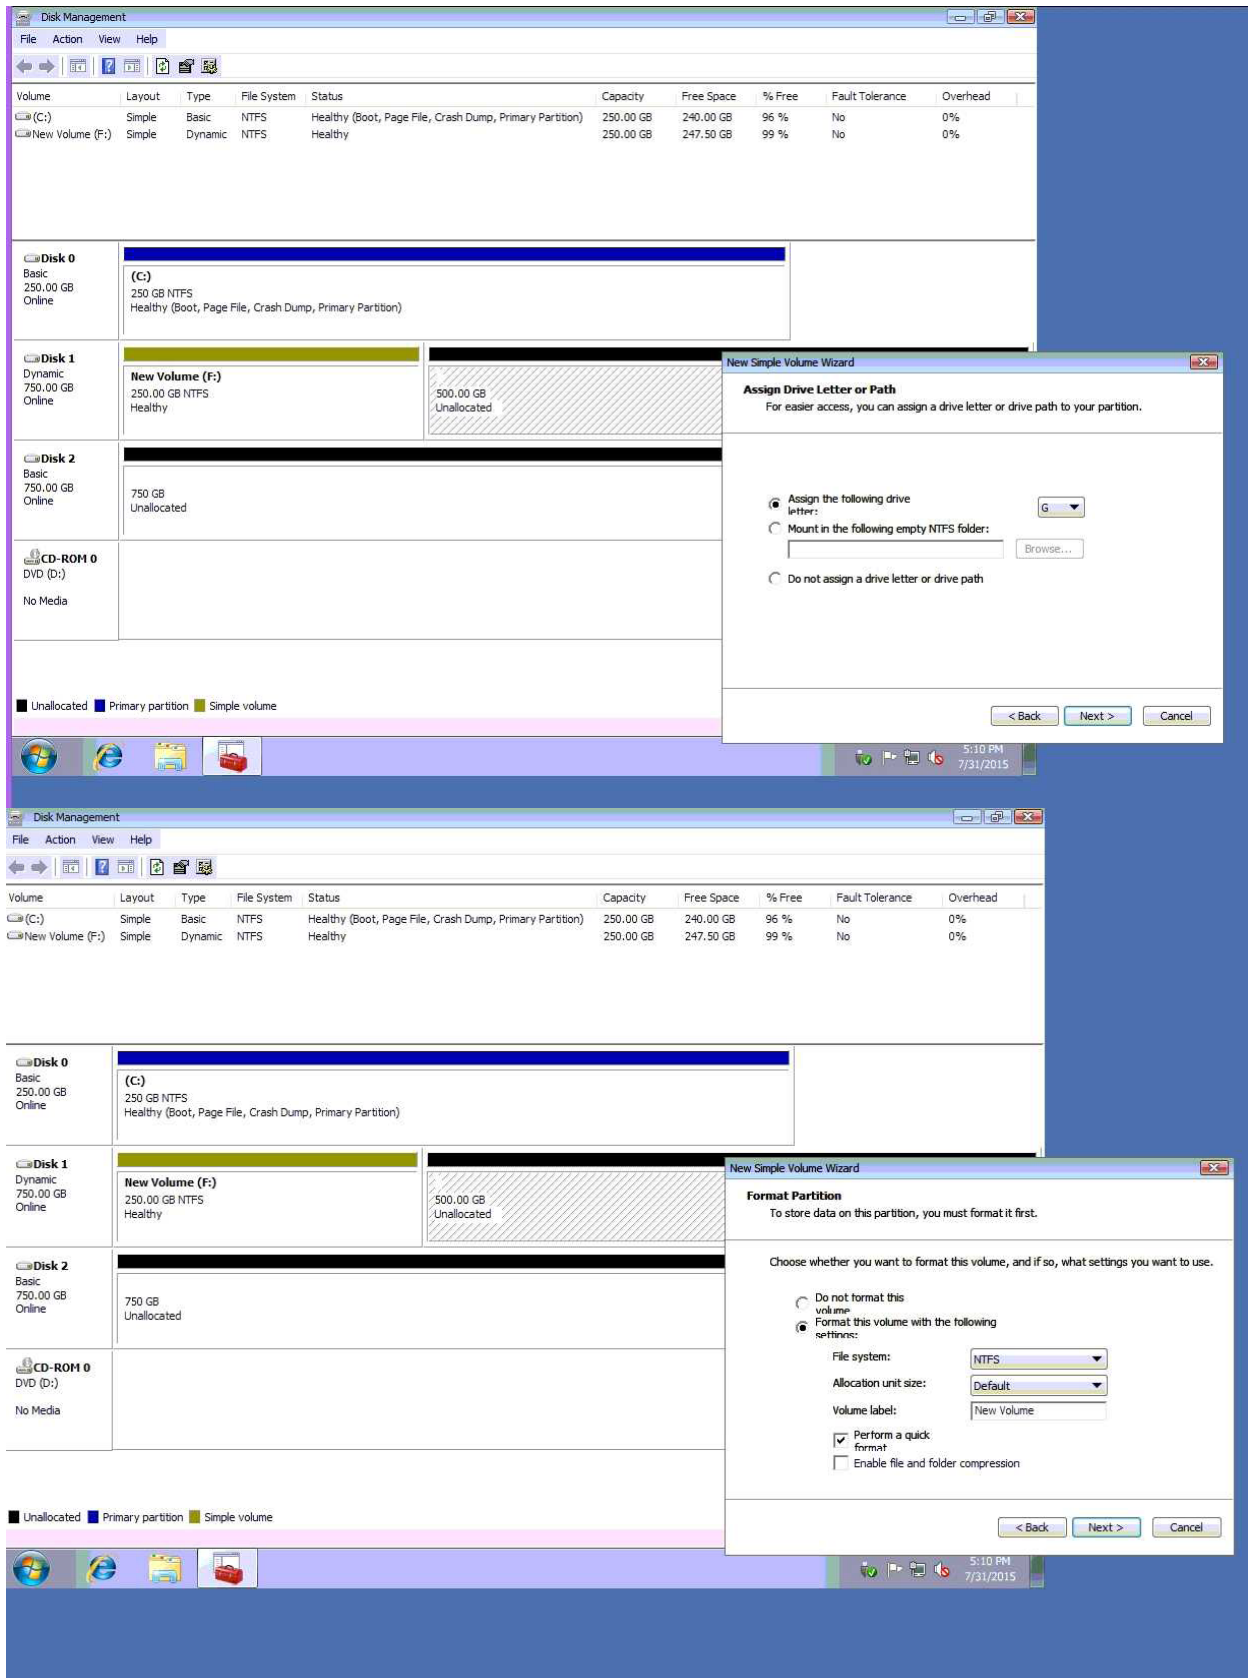 Disk Management
File Action View Help
Volume Layout Type File System Status Capacity Free Space % Free Fault Tolerance Overhead
(C:) Simple Basic NTFS Healthy (Boot, Page File, Crash Dump, Primary Partition) 250.00 GB 240.00 GB 96 % No 0%
New Volume (F:) Simple Dynamic NTFS Healthy 250.00 GB 247.50 GB 99 % No 0%
Disk 0
Basic
250.00 GB
Online
(C:)
250 GB NTFS
Healthy (Boot, Page File, Crash Dump, Primary Partition)
Disk 1
Dynamic
750.00 GB
Online
New Volume (F:)
250.00 GB NTFS
Healthy
500.00 GB
Unallocated
Disk 2
Basic
750.00 GB
Online
750 GB
Unallocated
CD-ROM 0
DVD (D:)
No Media
Unallocated Primary partition Simple volume
New Simple Volume Wizard
Assign Drive Letter or Path
For easier access, you can assign a drive letter or drive path to your partition.
Assign the following drive
letter:
G
Mount in the following empty NTFS folder:
Browse...
Do not assign a drive letter or drive path
< Back Next > Cancel
5:10 PM
7/31/2015
Disk Management
File Action View Help
Volume Layout Type File System Status Capacity Free Space % Free Fault Tolerance Overhead
(C:) Simple Basic NTFS Healthy (Boot, Page File, Crash Dump, Primary Partition) 250.00 GB 240.00 GB 96 % No 0%
New Volume (F:) Simple Dynamic NTFS Healthy 250.00 GB 247.50 GB 99 % No 0%
Disk 0
Basic
250.00 GB
Online
(C:)
250 GB NTFS
Healthy (Boot, Page File, Crash Dump, Primary Partition)
Disk 1
Dynamic
750.00 GB
Online
New Volume (F:)
250.00 GB NTFS
Healthy
500.00 GB
Unallocated
Disk 2
Basic
750.00 GB
Online
750 GB
Unallocated
CD-ROM 0
DVD (D:)
No Media
Unallocated Primary partition Simple volume
New Simple Volume Wizard
Format Partition
To store data on this partition, you must format it first.
Choose whether you want to format this volume, and if so, what settings you want to use.
Do not format this
volume
Format this volume with the following
settings:
File system: NTFS
Allocation unit size: Default
Volume label: New Volume
Perform a quick
format
Enable file and folder compression
< Back Next > Cancel
5:10 PM
7/31/2015